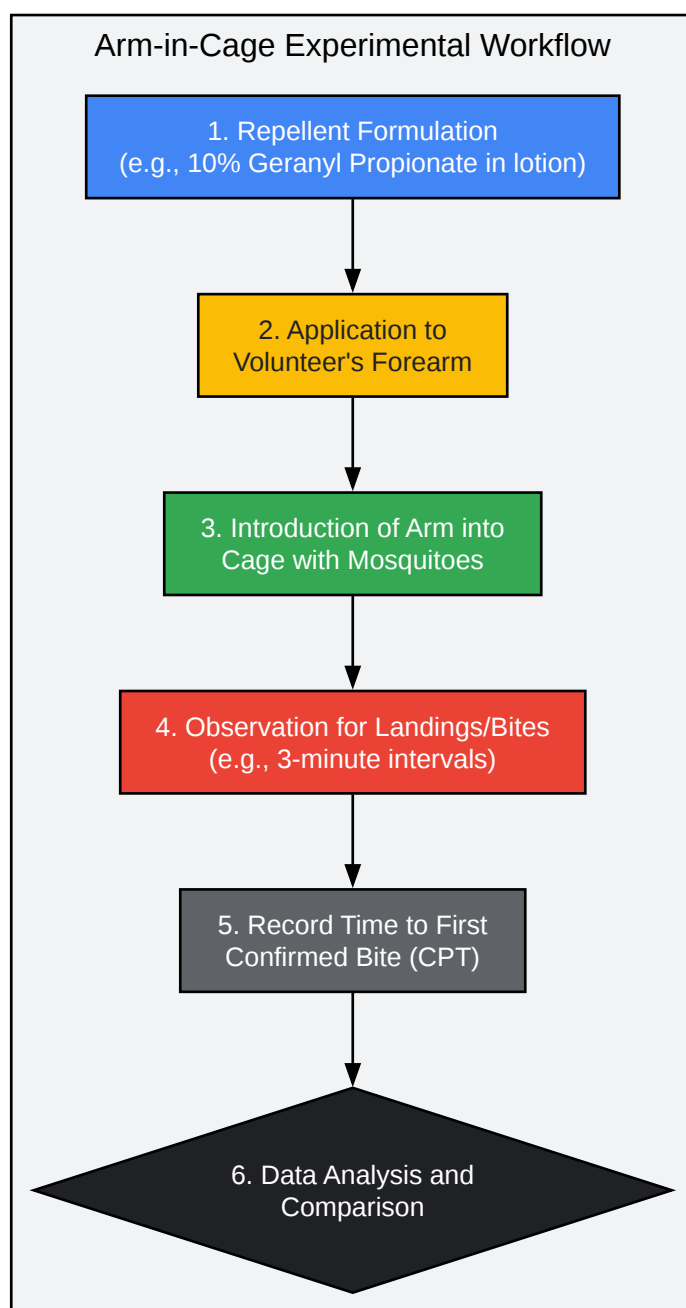 Arm-in-Cage Experimental Workflow
1. Repellent Formulation
(e.g., 10% Geranyl Propionate in lotion)
2. Application to
Volunteer's Forearm
3. Introduction of Arm into
Cage with Mosquitoes
4. Observation for Landings/Bites
(e.g., 3-minute intervals)
5. Record Time to First
Confirmed Bite (CPT)
6. Data Analysis and
Comparison